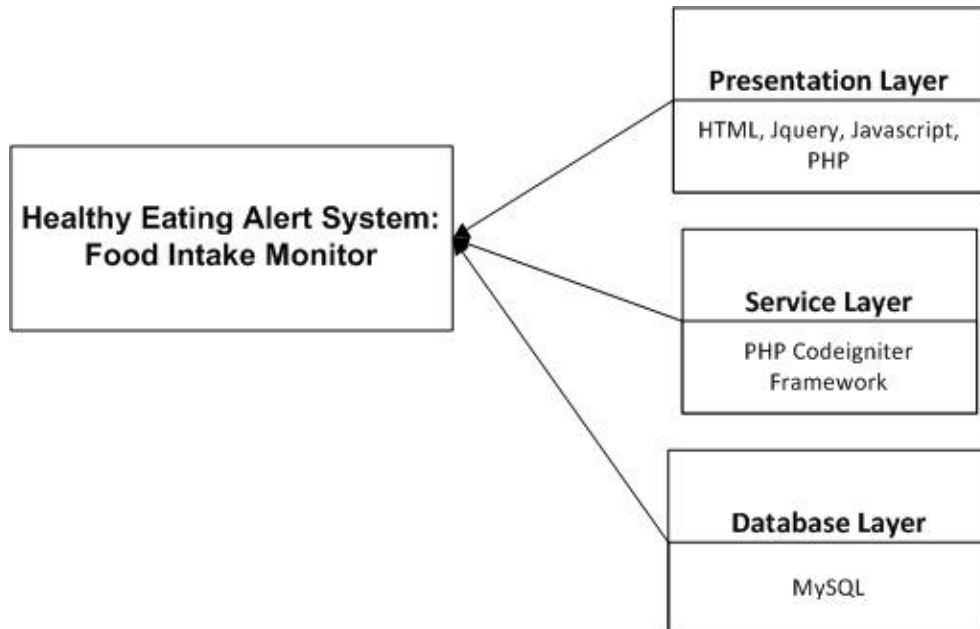 Healthy Eating Alert System:
Food Intake Monitor
Presentation Layer
HTML, Jquery, Javascript,
PHP
Service Layer
PHP Codeigniter
Framework
Database Layer
MySQL